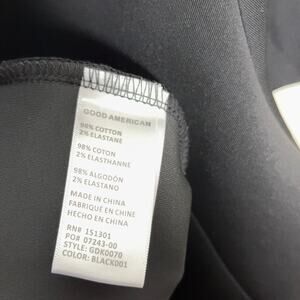 GOOD AMERICAN
98% COTTON
2% ELASTANE
98% COTON
2% ELASTHANNE
98% ALGODÓN
2% ELASTANO
MADE IN CHINA
FABRIQUÉ EN CHINE
HECHO EN CHINA
RN# 151301
PO# 07243-00
STYLE: GDK0070
COLOR: BLACK001